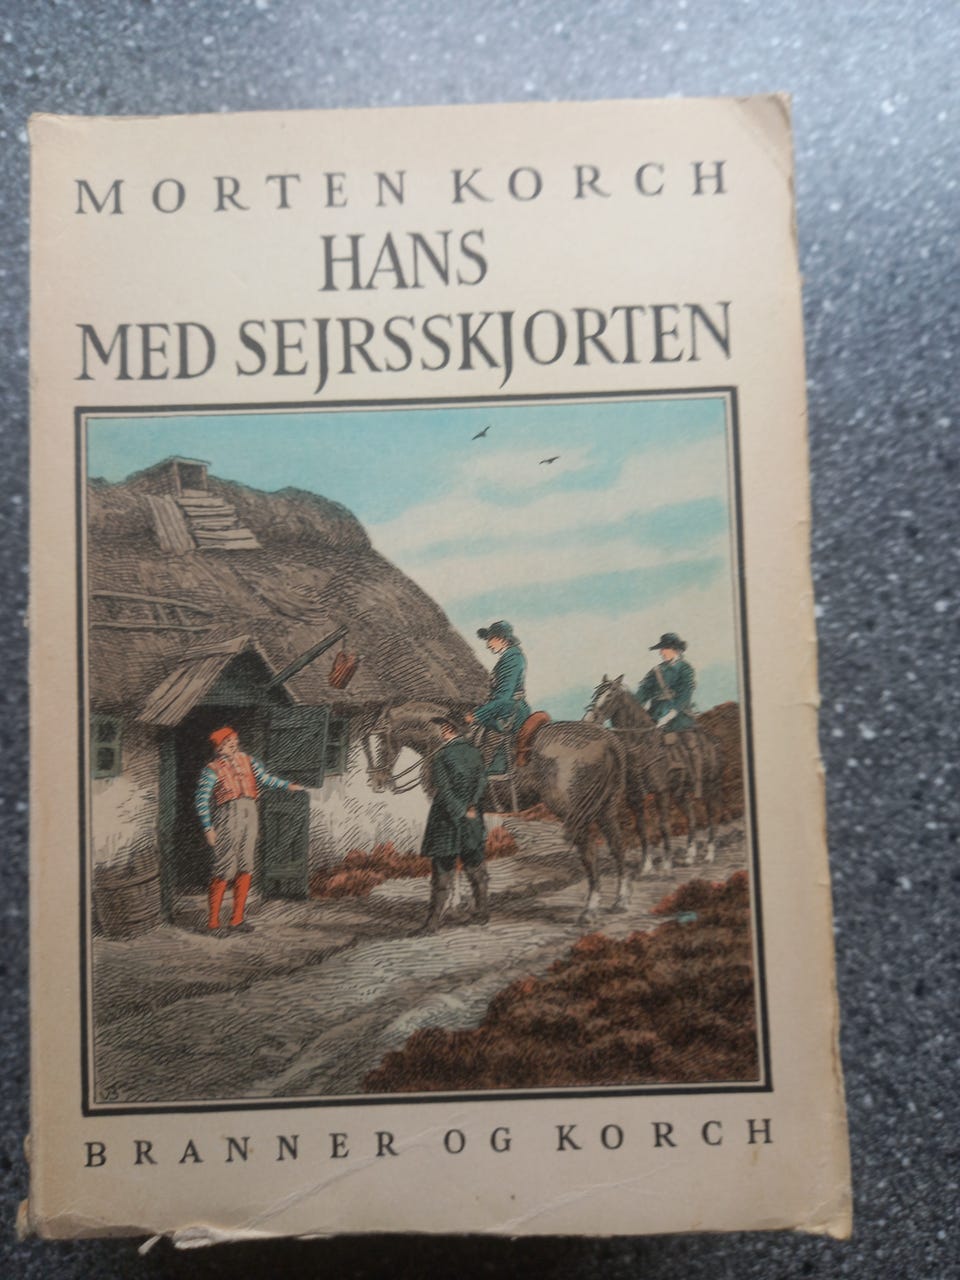 MORTEN KORCH
HANS
MED SEJRSSKJORTEN
BRANNER OG KORCH